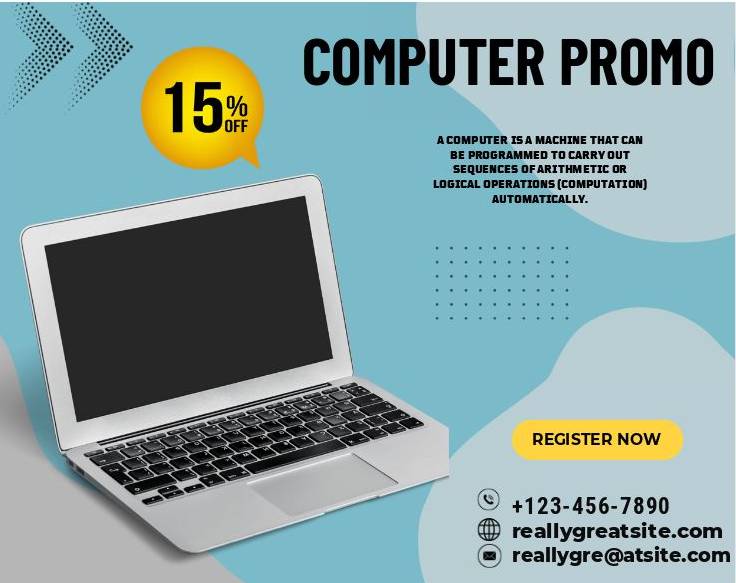 COMPUTER PROMO
15%
OFF
A COMPUTER IS A MACHINE THAT CAN
BE PROGRAMMED TO CARRY OUT
SEQUENCES OF ARITHMETIC OR
LOGICAL OPERATIONS (COMPUTATION)
AUTOMATICALLY.
REGISTER NOW
+123-456-7890
reallygreatsite.com
reallygre@atsite.com